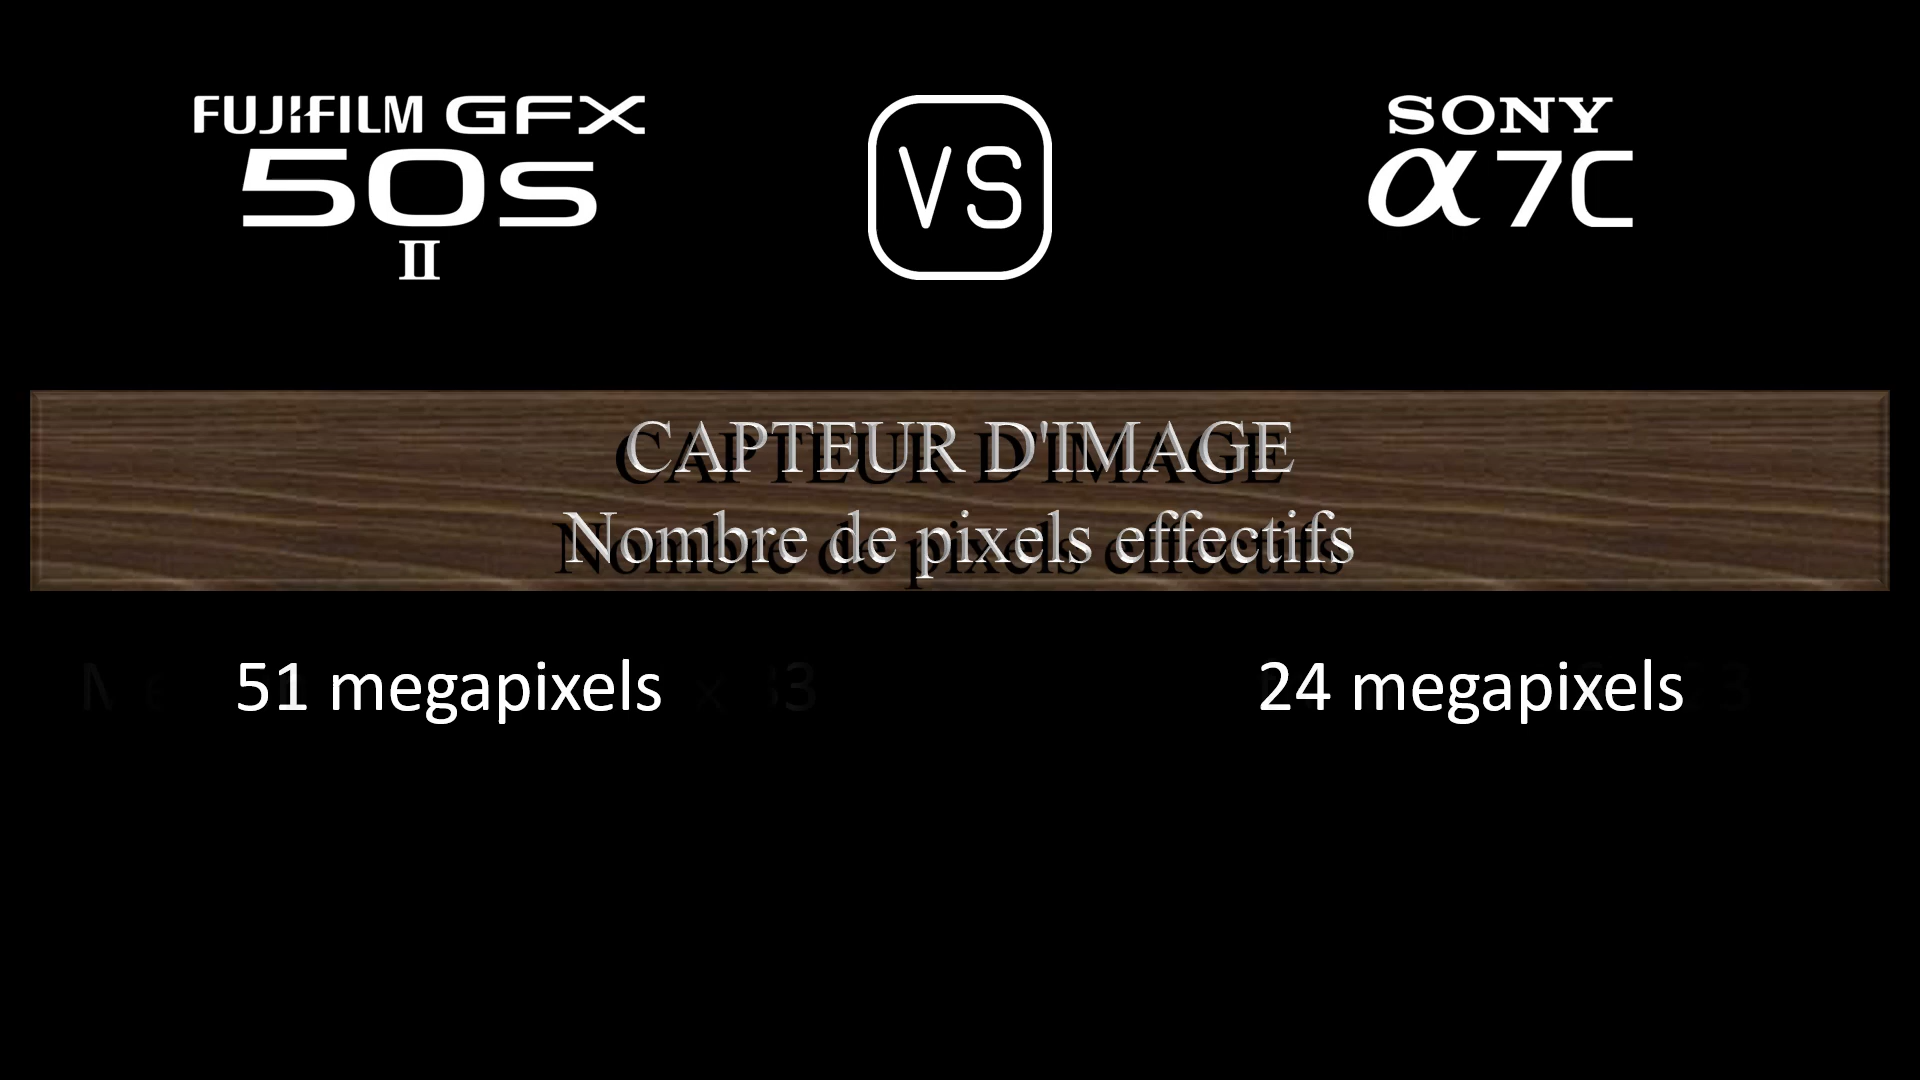 FUJIFILM GFX
50S
II
VS
SONY
α7C
CAPTEUR D'IMAGE
Nombre de pixels effectifs
51 megapixels
24 megapixels